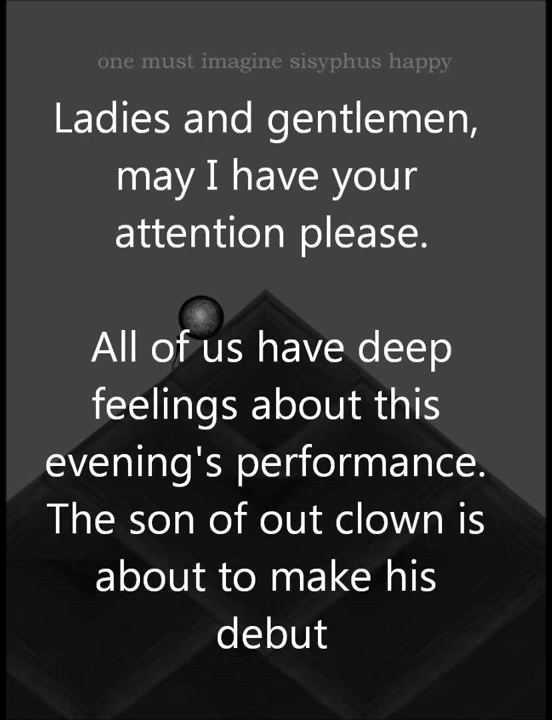 one must imagine sisyphus happy
Ladies and gentlemen,
may I have your
attention please.
All of us have deep
feelings about this
evening's performance.
The son of out clown is
about to make his
debut